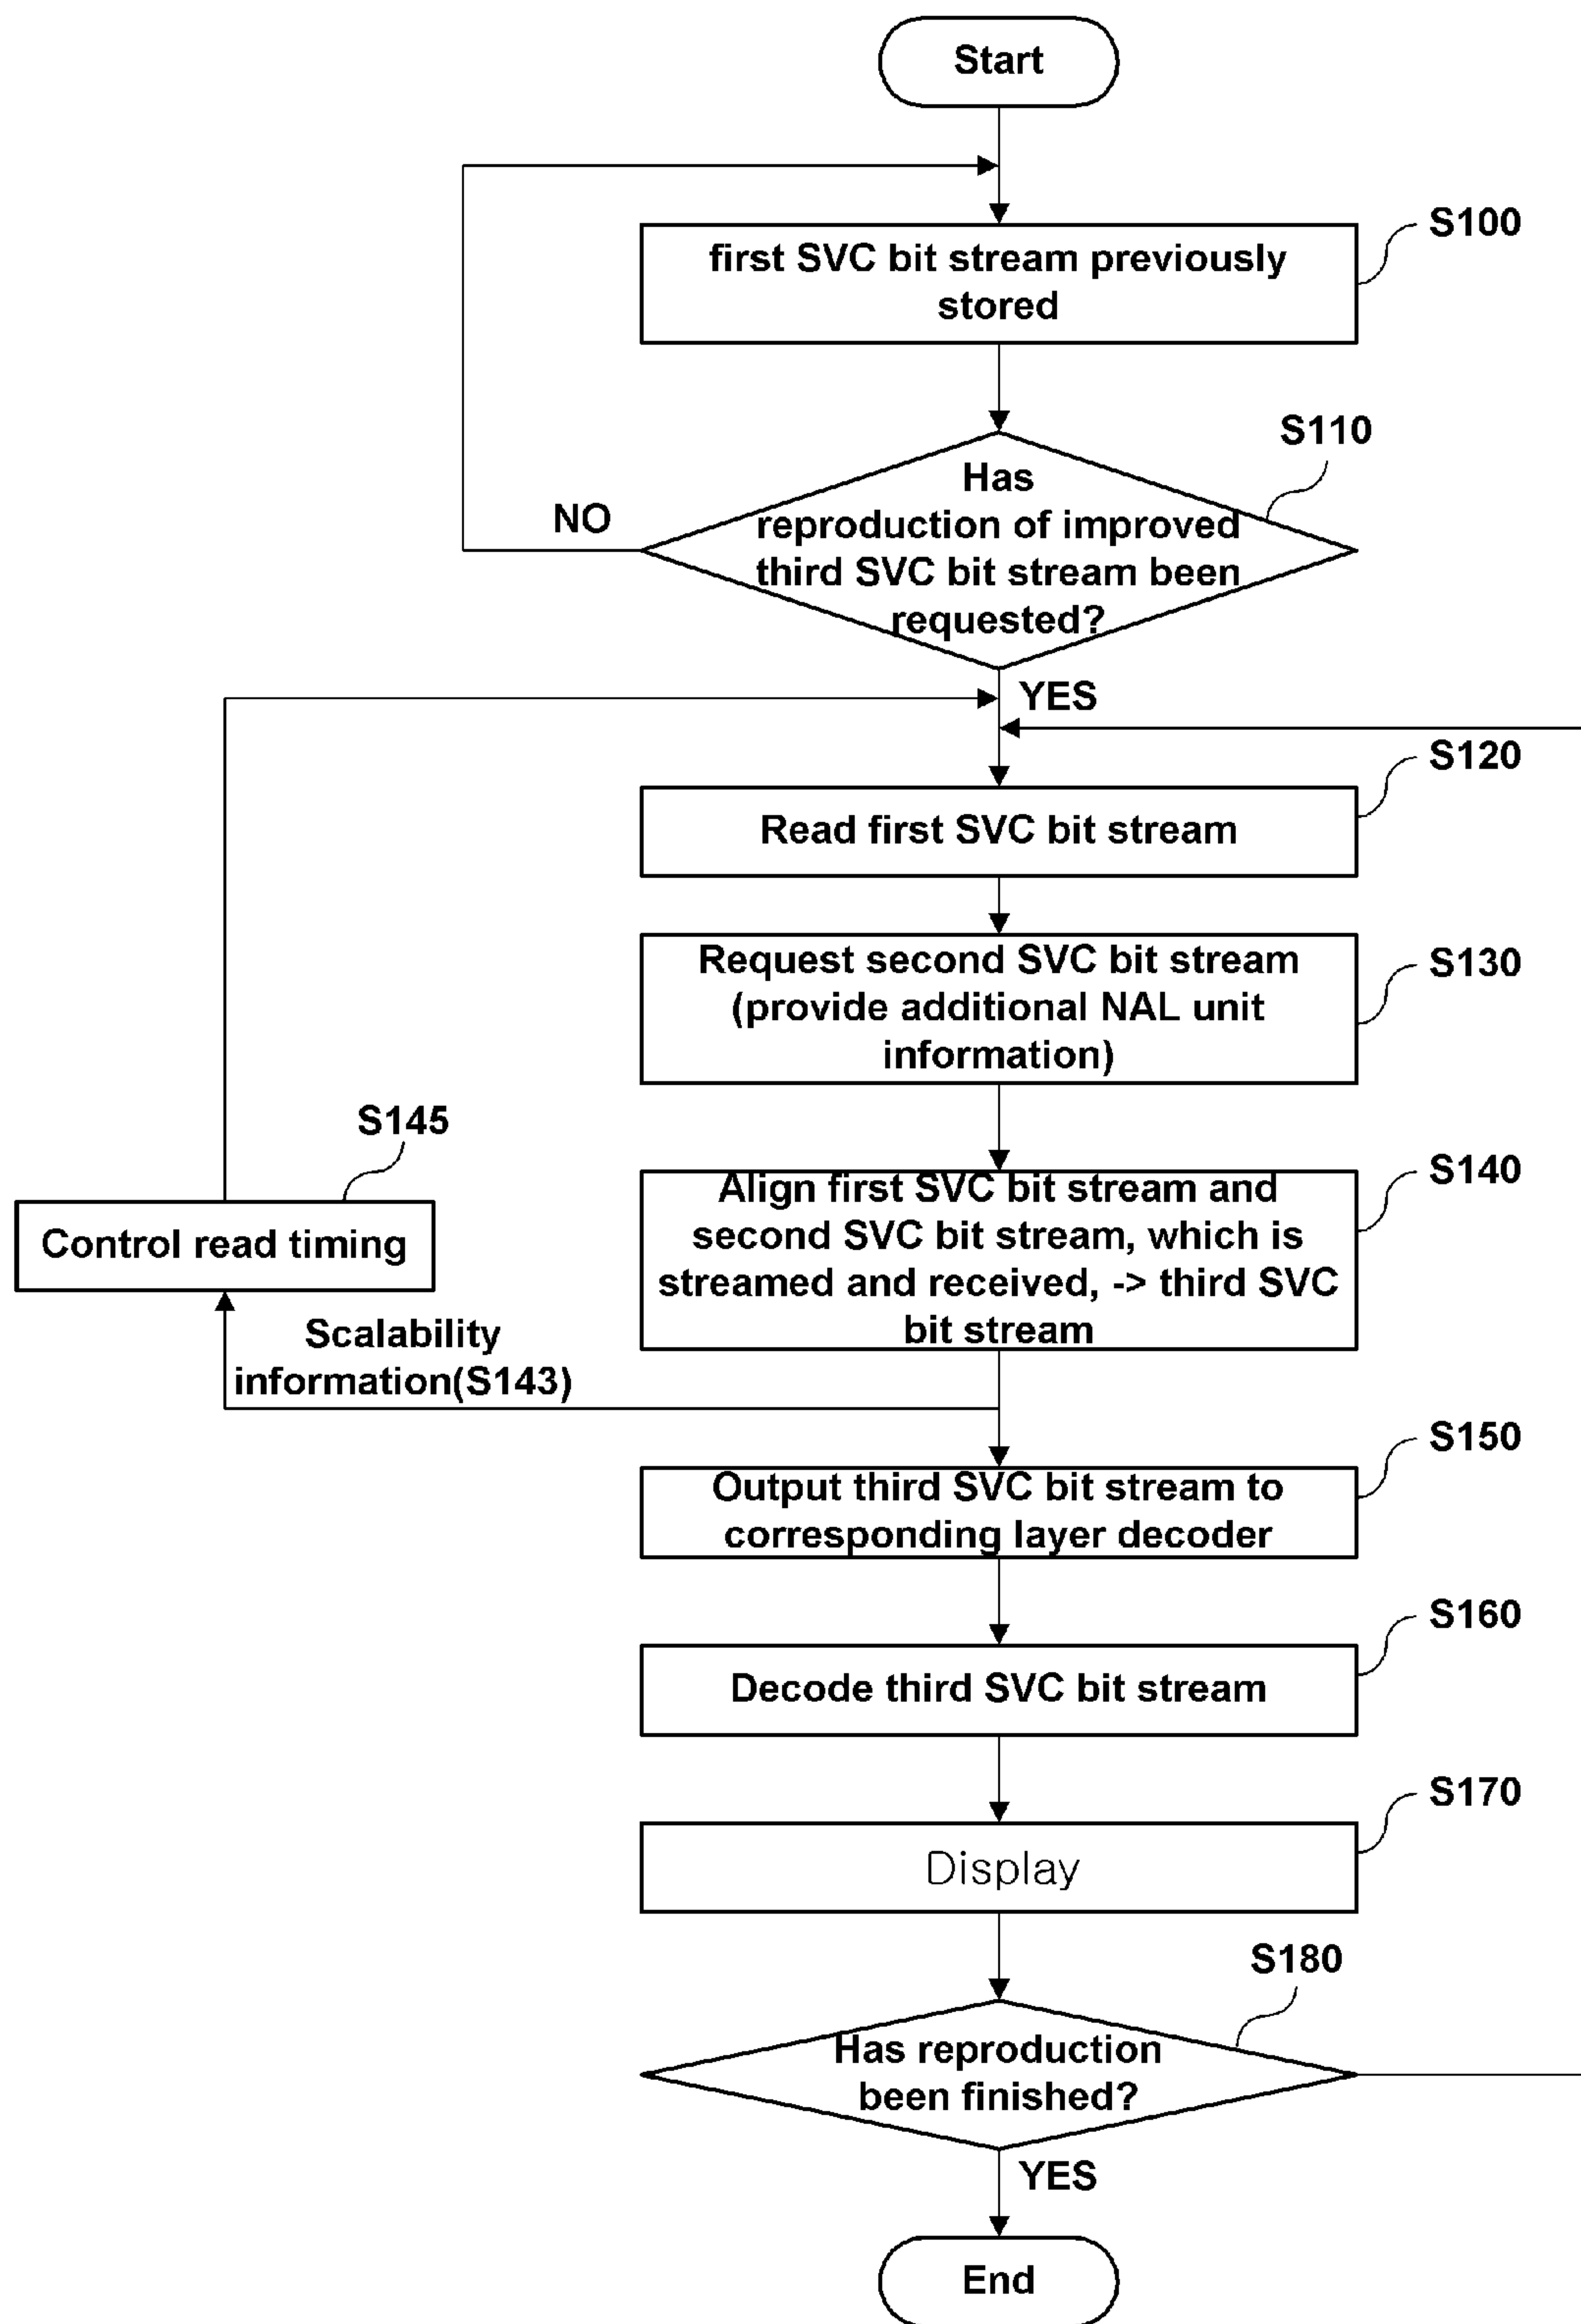 Start
S100
first SVC bit stream previously
stored
S110
Has
reproduction of improved
third SVC bit stream been
requested?
NO
YES
S120
Read first SVC bit stream
S130
Request second SVC bit stream
(provide additional NAL unit
information)
S145
Control read timing
S140
Align first SVC bit stream and
second SVC bit stream, which is
streamed and received, -> third SVC
bit stream
Scalability
information(S143)
S150
Output third SVC bit stream to
corresponding layer decoder
S160
Decode third SVC bit stream
S170
Display
S180
Has reproduction
been finished?
YES
End